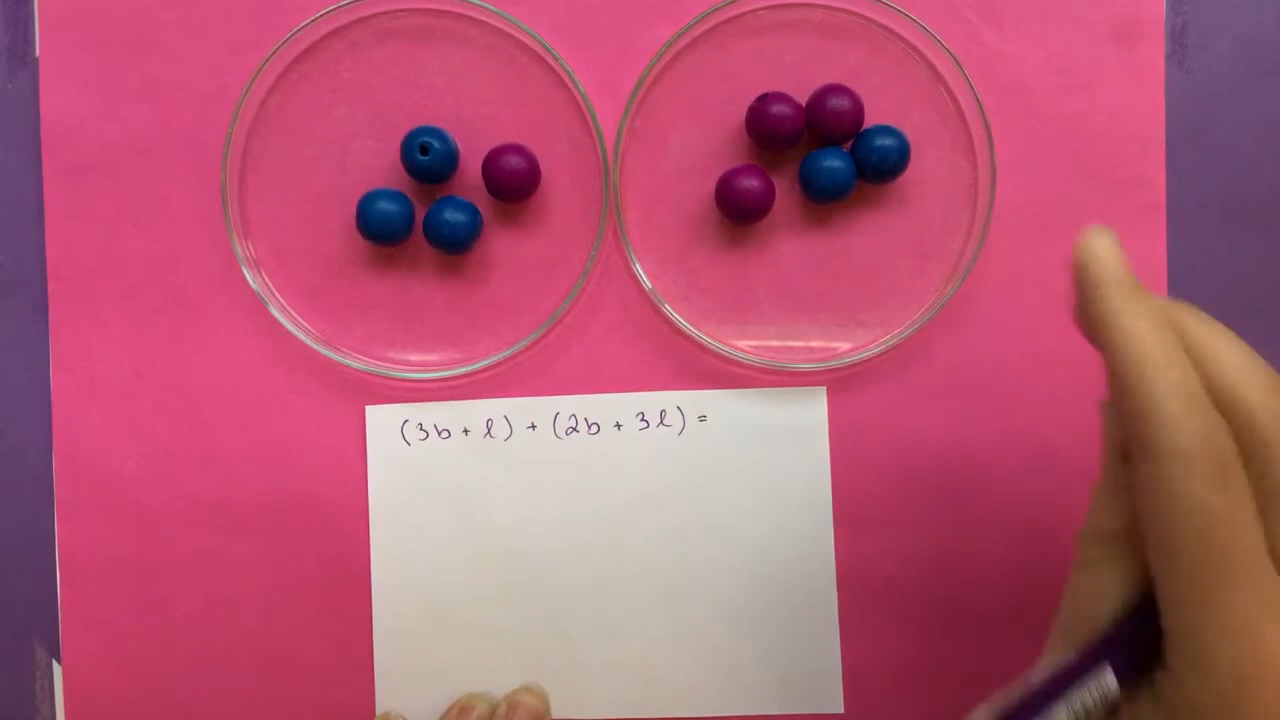 (3b + l) + (2b + 3l) =